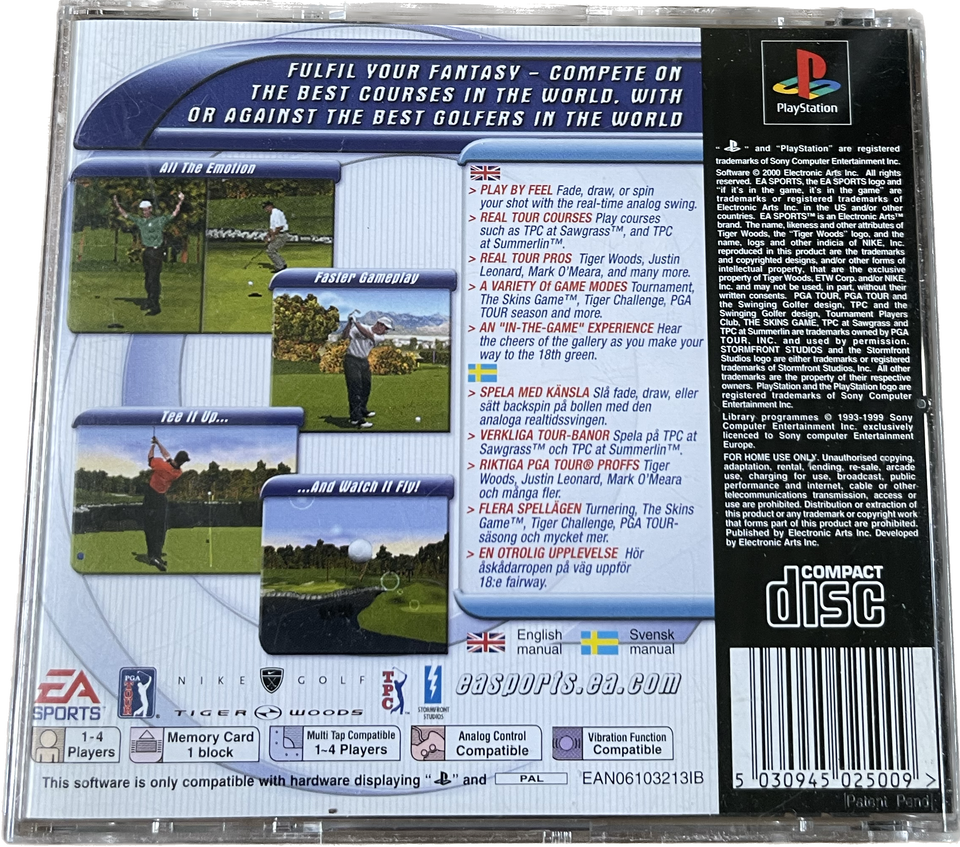 FULFIL YOUR FANTASY – COMPETE ON
THE BEST COURSES IN THE WORLD, WITH
OR AGAINST THE BEST GOLFERS IN THE WORLD
All The Emotion
Faster Gameplay
Tee It Up...
...And Watch It Fly!
> PLAY BY FEEL Fade, draw, or spin
your shot with the real-time analog swing.
> REAL TOUR COURSES Play courses
such as TPC at Sawgrass™, and TPC
at Summerlin™.
> REAL TOUR PROS Tiger Woods, Justin
Leonard, Mark O'Meara, and many more.
> A VARIETY OF GAME MODES Tournament,
The Skins Game™, Tiger Challenge, PGA
TOUR season and more.
> AN "IN-THE-GAME" EXPERIENCE Hear
the cheers of the gallery as you make your
way to the 18th green.
> SPELA MED KÄNSLA Slå fade, draw, eller
sätt backspin på bollen med den
analoga realtidssvingen.
> VERKLIGA TOUR-BANOR Spela på TPC at
Sawgrass™ och TPC at Summerlin™.
> RIKTIGA PGA TOUR® PROFFS Tiger
Woods, Justin Leonard, Mark O'Meara
och många fler.
> FLERA SPELLÄGEN Turnering, The Skins
Game™, Tiger Challenge, PGA TOUR-
säsong och mycket mer.
> EN OTROLIG UPPLEVELSE Hör
åskådarropen på väg uppför
18:e fairway.
English
manual
Svensk
manual
EA
SPORTS™
PGA
TOUR
NIKE GOLF
TIGER WOODS
TPC
STORMFRONT
STUDIOS
easports.ea.com
1-4
Players
Memory Card
1 block
Multi Tap Compatible
1~4 Players
Analog Control
Compatible
Vibration Function
Compatible
This software is only compatible with hardware displaying " " and PAL EAN06103213IB
PlayStation
" " and "PlayStation" are registered
trademarks of Sony Computer Entertainment Inc.
Software © 2000 Electronic Arts Inc. All rights
reserved. EA SPORTS, the EA SPORTS logo and
"if it's in the game, it's in the game" are
trademarks or registered trademarks of
Electronic Arts Inc. in the US and/or other
countries. EA SPORTS™ is an Electronic Arts™
brand. The name, likeness and other attributes of
Tiger Woods, the "Tiger Woods" logo, and the
name, logos and other indicia of NIKE, Inc.
reproduced in this product are the trademarks
and copyrighted designs, and/or other forms of
intellectual property, that are the exclusive
property of Tiger Woods, ETW Corp. and/or NIKE,
Inc. and may not be used, in part, without their
written consents. PGA TOUR, PGA TOUR and
the Swinging Golfer design, TPC and the
Swinging Golfer design, Tournament Players
Club, THE SKINS GAME, TPC at Sawgrass and
TPC at Summerlin are trademarks owned by PGA
TOUR, INC. and used by permission.
STORMFRONT STUDIOS and the Stormfront
Studios logo are either trademarks or registered
trademarks of Stormfront Studios, Inc. All other
trademarks are the property of their respective
owners. PlayStation and the PlayStation logo are
registered trademarks of Sony Computer
Entertainment Inc.
Library programmes © 1993-1999 Sony
Computer Entertainment Inc. exclusively
licenced to Sony computer Entertainment
Europe.
FOR HOME USE ONLY. Unauthorised copying,
adaptation, rental, lending, re-sale, arcade
use, charging for use, broadcast, public
performance and internet, cable or other
telecommunications transmission, access or
use are prohibited. Distribution or extraction of
this product or any trademark or copyright work
that forms part of this product are prohibited.
Published by Electronic Arts Inc. Developed
by Electronic Arts Inc.
COMPACT
disc
5 030945 025009 >
Patent Pend